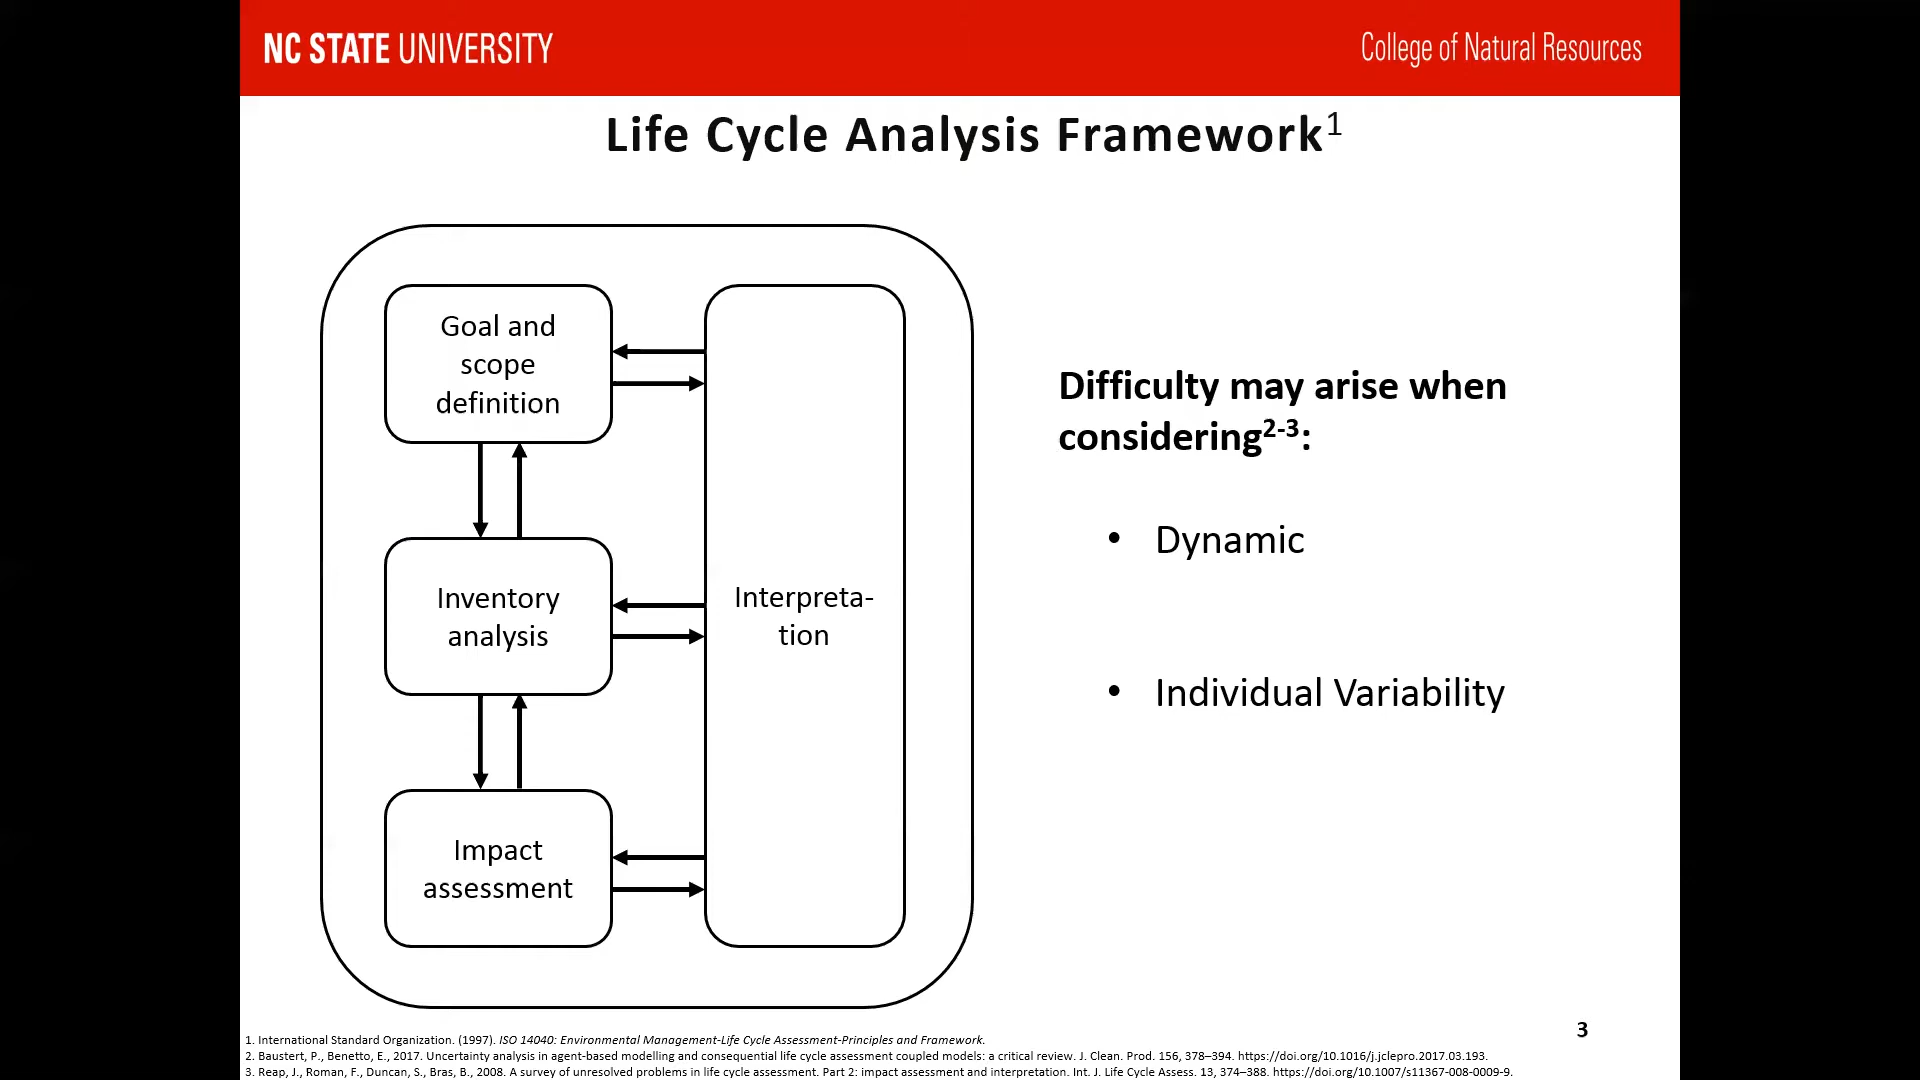 NC STATE UNIVERSITY
College of Natural Resources
Life Cycle Analysis Framework1
Goal and
scope
definition
Inventory
analysis
Impact
assessment
Interpreta-
tion
Difficulty may arise when
considering2-3:
• Dynamic
• Individual Variability
3
1. International Standard Organization. (1997). ISO 14040: Environmental Management-Life Cycle Assessment-Principles and Framework.
2. Baustert, P., Benetto, E., 2017. Uncertainty analysis in agent-based modelling and consequential life cycle assessment coupled models: a critical review. J. Clean. Prod. 156, 378–394. https://doi.org/10.1016/j.jclepro.2017.03.193.
3. Reap, J., Roman, F., Duncan, S., Bras, B., 2008. A survey of unresolved problems in life cycle assessment. Part 2: impact assessment and interpretation. Int. J. Life Cycle Assess. 13, 374–388. https://doi.org/10.1007/s11367-008-0009-9.